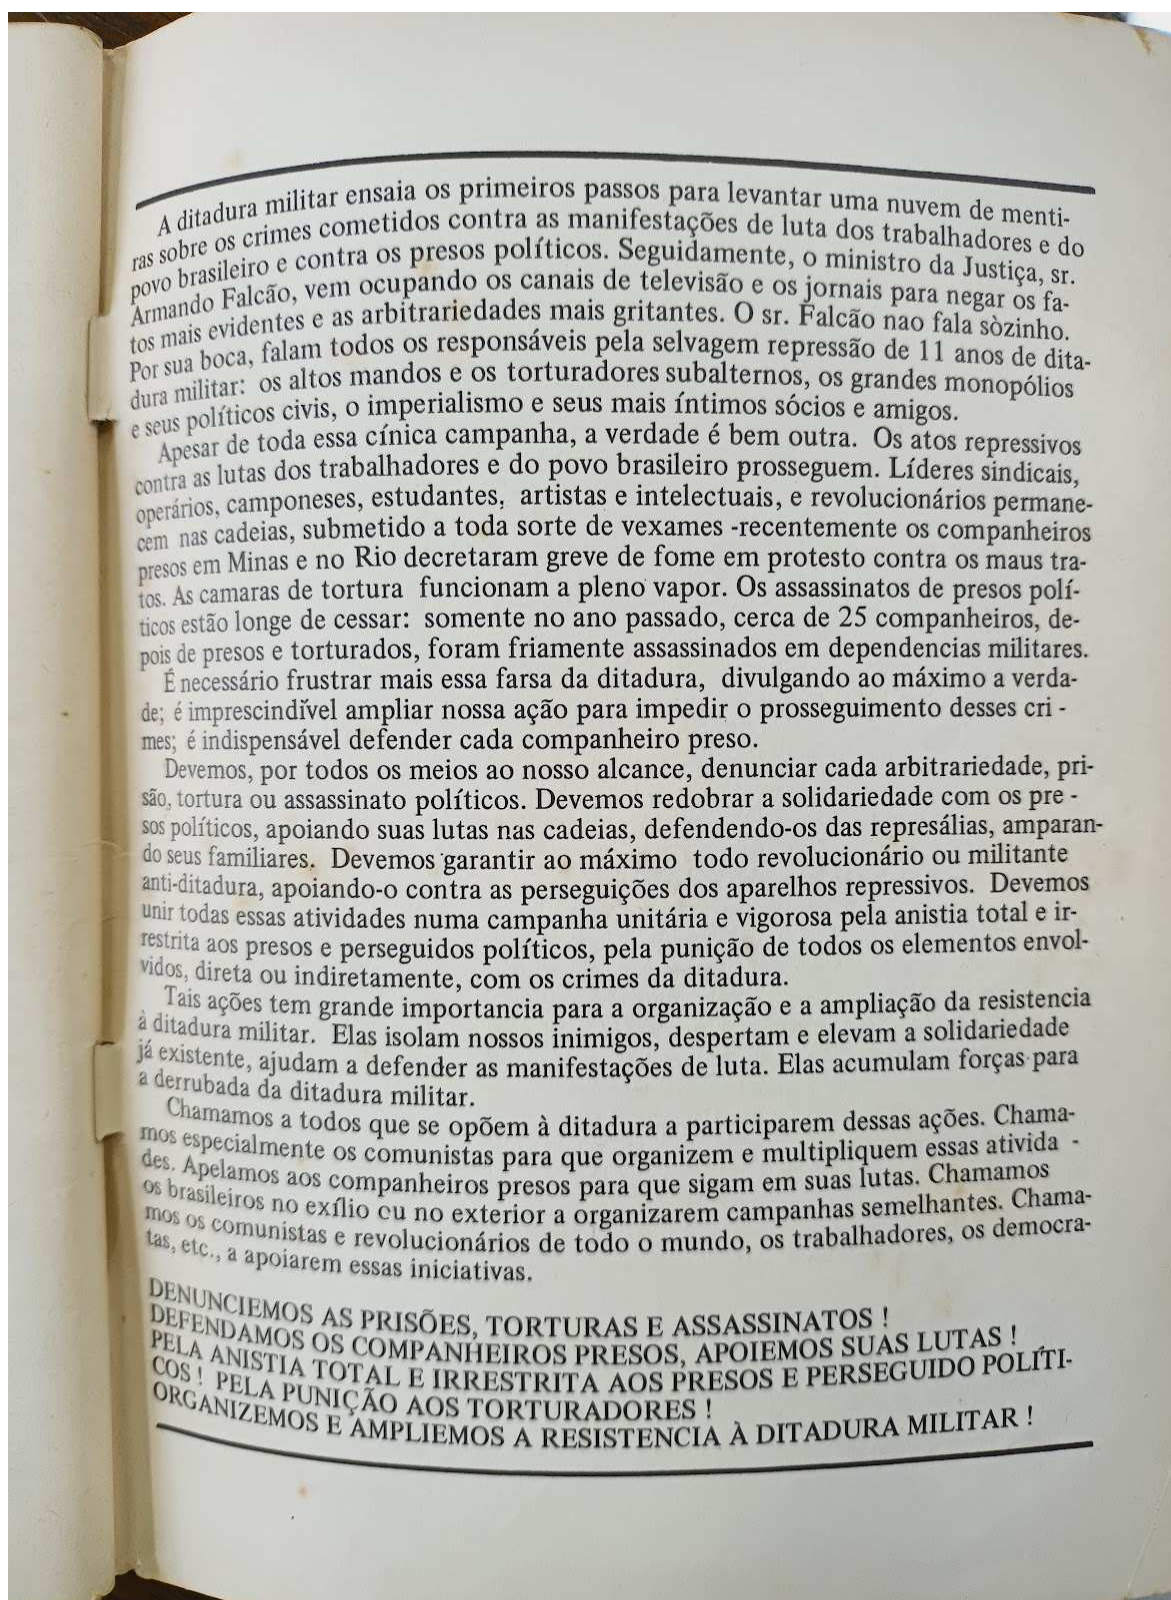 A ditadura militar ensaia os primeiros passos para levantar uma nuvem de menti-
ras sobre os crimes cometidos contra as manifestações de luta dos trabalhadores e do
povo brasileiro e contra os presos políticos. Seguidamente, o ministro da Justiça, sr.
Armando Falcão, vem ocupando os canais de televisão e os jornais para negar os fa-
tos mais evidentes e as arbitrariedades mais gritantes. O sr. Falcão nao fala sòzinho.
Por sua boca, falam todos os responsáveis pela selvagem repressão de 11 anos de dita-
dura militar: os altos mandos e os torturadores subalternos, os grandes monopólios
e seus políticos civis, o imperialismo e seus mais íntimos sócios e amigos.
Apesar de toda essa cínica campanha, a verdade é bem outra. Os atos repressivos
contra as lutas dos trabalhadores e do povo brasileiro prosseguem. Líderes sindicais,
operários, camponeses, estudantes, artistas e intelectuais, e revolucionários permane-
cem nas cadeias, submetido a toda sorte de vexames -recentemente os companheiros
presos em Minas e no Rio decretaram greve de fome em protesto contra os maus tra-
tos. As camaras de tortura funcionam a pleno vapor. Os assassinatos de presos polí-
ticos estão longe de cessar: somente no ano passado, cerca de 25 companheiros, de-
pois de presos e torturados, foram friamente assassinados em dependencias militares.
É necessário frustrar mais essa farsa da ditadura, divulgando ao máximo a verda-
de; é imprescindível ampliar nossa ação para impedir o prosseguimento desses cri -
mes; é indispensável defender cada companheiro preso.
Devemos, por todos os meios ao nosso alcance, denunciar cada arbitrariedade, pri-
são, tortura ou assassinato políticos. Devemos redobrar a solidariedade com os pre -
sos políticos, apoiando suas lutas nas cadeias, defendendo-os das represálias, amparan-
do seus familiares. Devemos garantir ao máximo todo revolucionário ou militante
anti-ditadura, apoiando-o contra as perseguições dos aparelhos repressivos. Devemos
unir todas essas atividades numa campanha unitária e vigorosa pela anistia total e ir-
restrita aos presos e perseguidos políticos, pela punição de todos os elementos envol-
vidos, direta ou indiretamente, com os crimes da ditadura.
Tais ações tem grande importancia para a organização e a ampliação da resistencia
à ditadura militar. Elas isolam nossos inimigos, despertam e elevam a solidariedade
já existente, ajudam a defender as manifestações de luta. Elas acumulam forças para
a derrubada da ditadura militar.
Chamamos a todos que se opõem à ditadura a participarem dessas ações. Chama-
mos especialmente os comunistas para que organizem e multipliquem essas ativida -
des. Apelamos aos companheiros presos para que sigam em suas lutas. Chamamos
os brasileiros no exílio cu no exterior a organizarem campanhas semelhantes. Chama-
mos os comunistas e revolucionários de todo o mundo, os trabalhadores, os democra-
tas, etc., a apoiarem essas iniciativas.
DENUNCIEMOS AS PRISÕES, TORTURAS E ASSASSINATOS !
DEFENDAMOS OS COMPANHEIROS PRESOS, APOIEMOS SUAS LUTAS !
PELA ANISTIA TOTAL E IRRESTRITA AOS PRESOS E PERSEGUIDO POLÍTI-
COS ! PELA PUNIÇÃO AOS TORTURADORES !
ORGANIZEMOS E AMPLIEMOS A RESISTENCIA À DITADURA MILITAR !